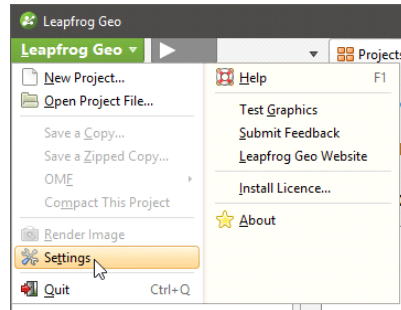 Leapfrog Geo
Leapfrog Geo
Projects
New Project...
Open Project File...
Save a Copy...
Save a Zipped Copy...
OMF
Compact This Project
Render Image
Settings
Quit Ctrl+Q
Help F1
Test Graphics
Submit Feedback
Leapfrog Geo Website
Install Licence...
About